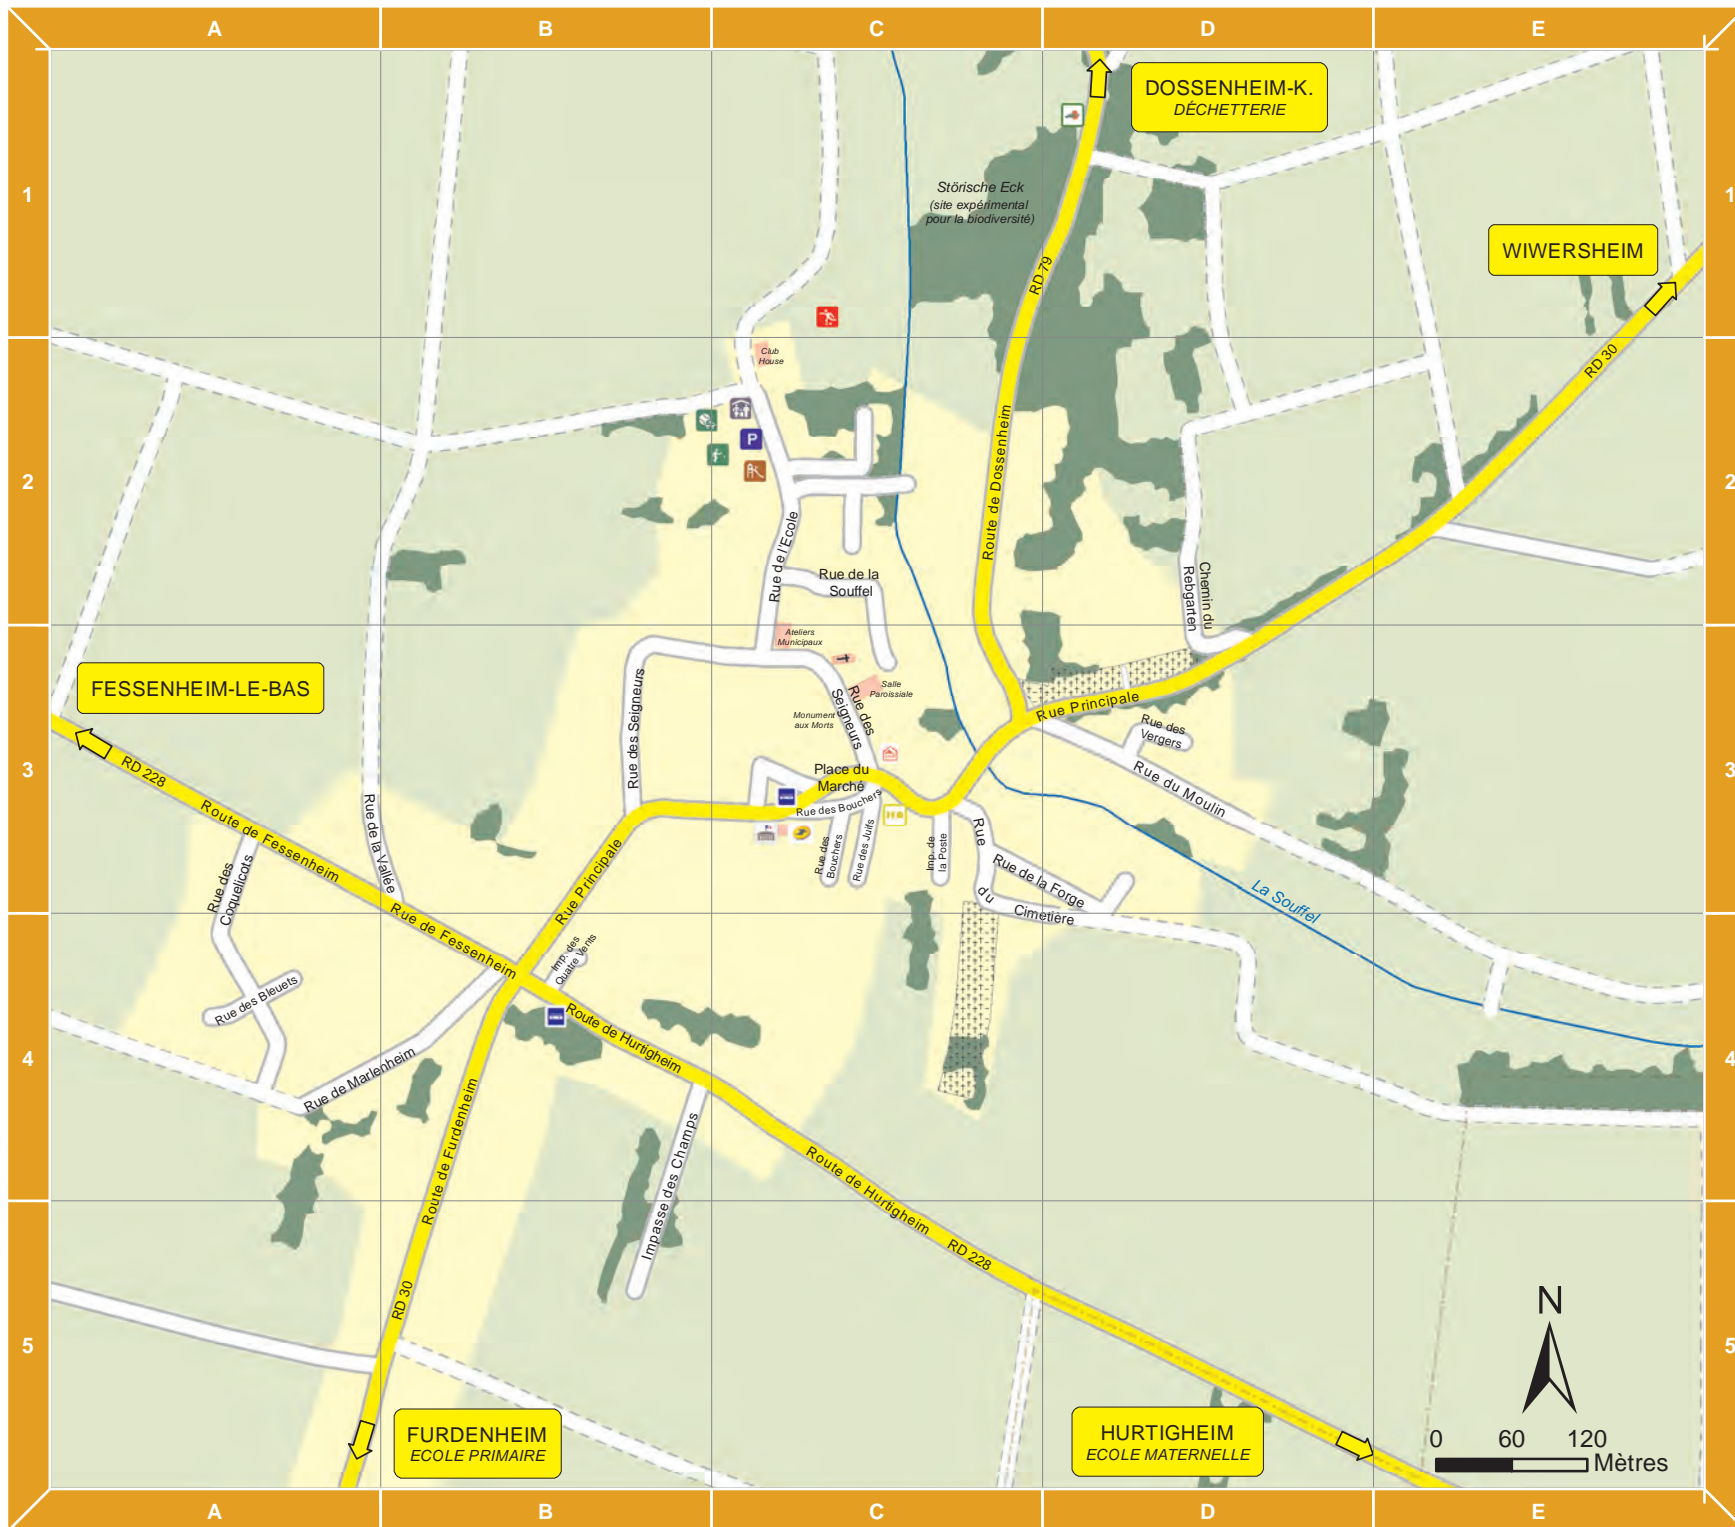 A
B
C
D
E
1
1
2
2
3
3
4
4
5
5
DOSSENHEIM-K.
DÉCHETTERIE
Störische Eck
(site expérimental
pour la biodiversité)
WIWERSHEIM
RD 79
RD 30
Club
House
P
Route de Dossenheim
Rue de l'Ecole
Rue de la
Souffel
Chemin du
Rebgarten
Ateliers
Municipaux
Salle
Paroissiale
FESSENHEIM-LE-BAS
Rue des Seigneurs
Rue des
Seigneurs
Monument
aux Morts
Rue Principale
Rue des
Vergers
Rue du Moulin
RD 228
Route de Fessenheim
Place du
Marché
Rue des Bouchers
Rue des
Bouchers
Rue des Juifs
Imp. de
la Poste
Rue
du
Cimetière
Rue de la Forge
Rue de la Vallée
Rue des
Coquelicots
Rue Principale
La Souffel
Rue de Fessenheim
Imp. des
Quatre Vents
Rue des Bleuets
Route de Hurtigheim
Rue de Marlenheim
Route de Furdenheim
Impasse des Champs
Route de Hurtigheim
RD 228
RD 30
N
FURDENHEIM
ECOLE PRIMAIRE
HURTIGHEIM
ECOLE MATERNELLE
0 60 120
Mètres
A
B
C
D
E